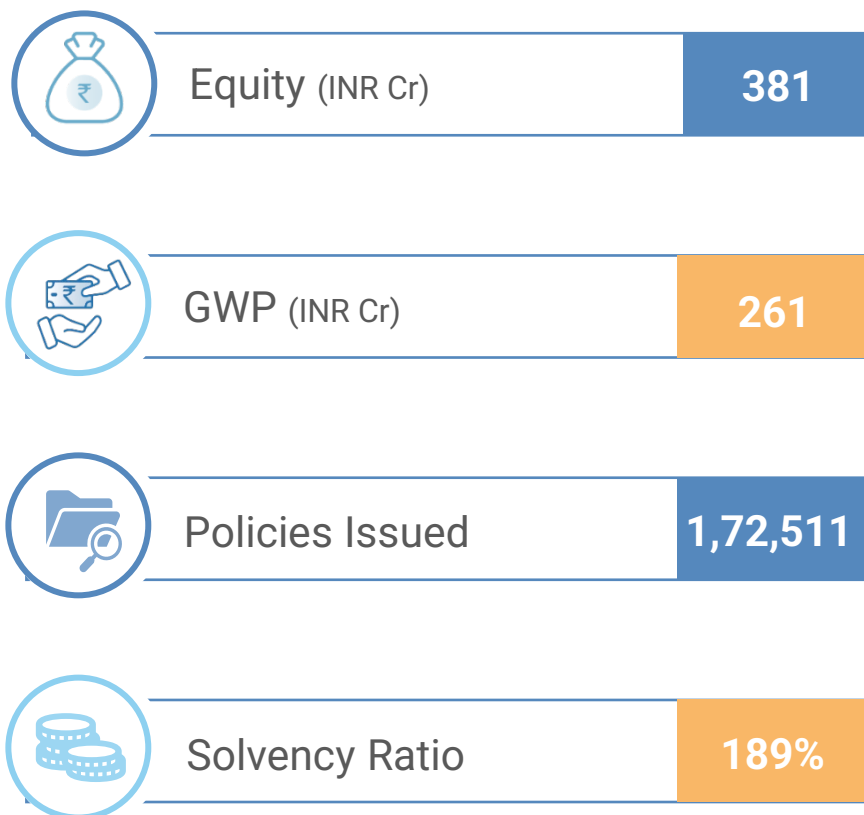 ₹
Equity (INR Cr) 381
₹
GWP (INR Cr) 261
Policies Issued 1,72,511
Solvency Ratio 189%